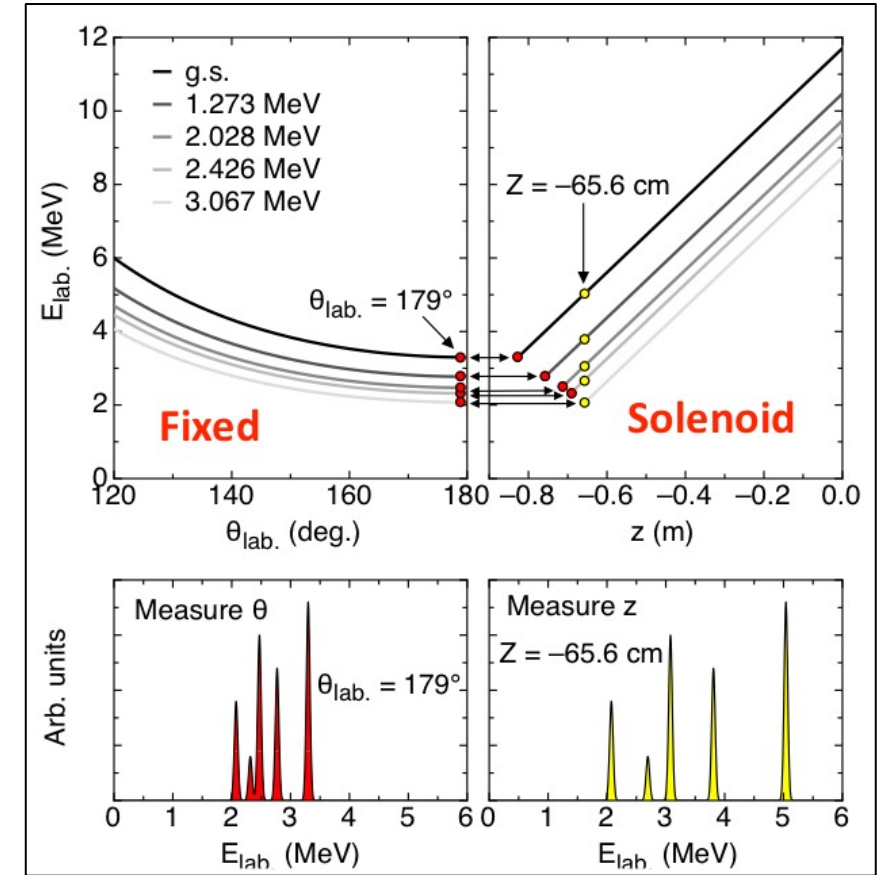 12
10
8
6
4
2
0
E_lab. (MeV)
g.s.
1.273 MeV
2.028 MeV
2.426 MeV
3.067 MeV
θ_lab. = 179°
Fixed
120 140 160 180
θ_lab. (deg.)
Z = −65.6 cm
Solenoid
−0.8 −0.6 −0.4 −0.2 0.0
z (m)
Arb. units
Measure θ
θ_lab. = 179°
0 1 2 3 4 5 6
E_lab. (MeV)
Measure z
Z = −65.6 cm
0 1 2 3 4 5 6
E_lab. (MeV)